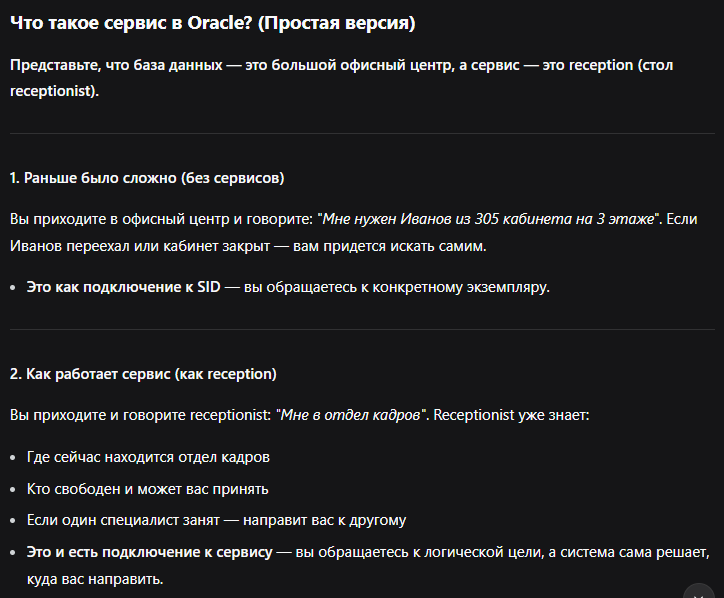 Что такое сервис в Oracle? (Простая версия)
Представьте, что база данных — это большой офисный центр, а сервис — это reception (стол
receptionist).
1. Раньше было сложно (без сервисов)
Вы приходите в офисный центр и говорите: "Мне нужен Иванов из 305 кабинета на 3 этаже". Если
Иванов переехал или кабинет закрыт — вам придется искать самим.
• Это как подключение к SID — вы обращаетесь к конкретному экземпляру.
2. Как работает сервис (как reception)
Вы приходите и говорите receptionist: "Мне в отдел кадров". Receptionist уже знает:
• Где сейчас находится отдел кадров
• Кто свободен и может вас принять
• Если один специалист занят — направит вас к другому
• Это и есть подключение к сервису — вы обращаетесь к логической цели, а система сама решает,
куда вас направить.